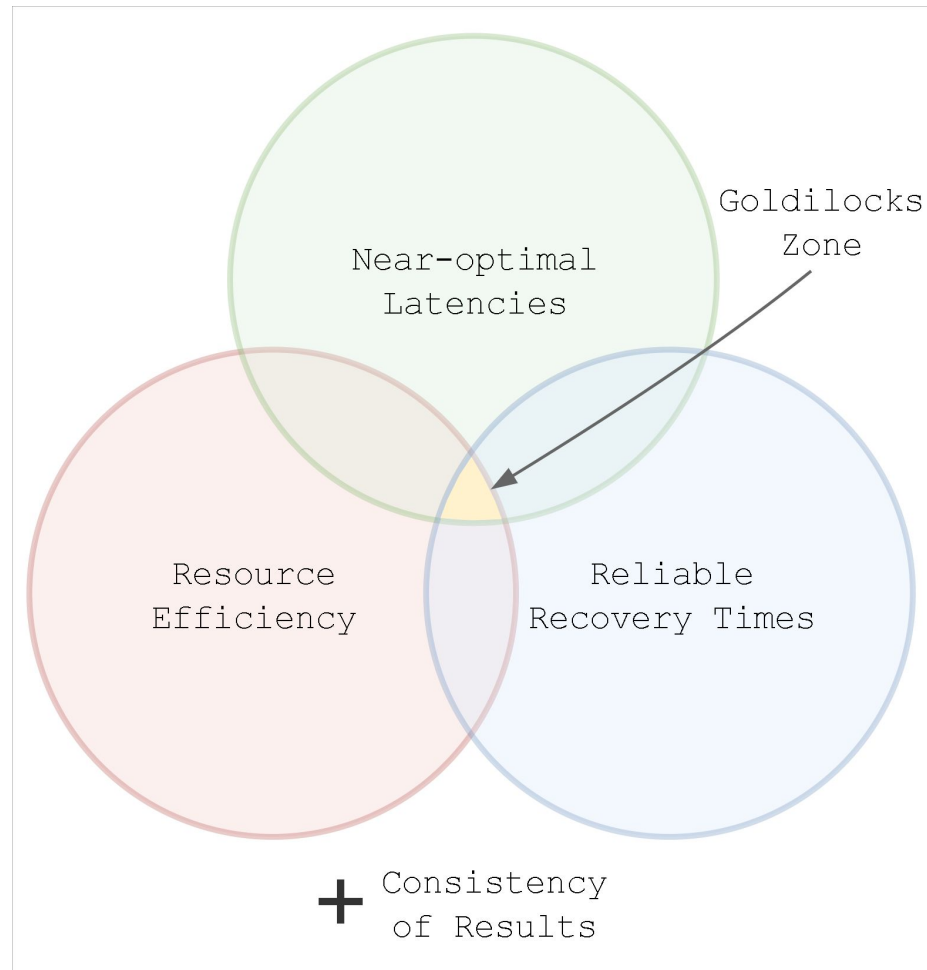 Goldilocks
Zone
Near-optimal
Latencies
Resource
Efficiency
Reliable
Recovery Times
+ Consistency
of Results